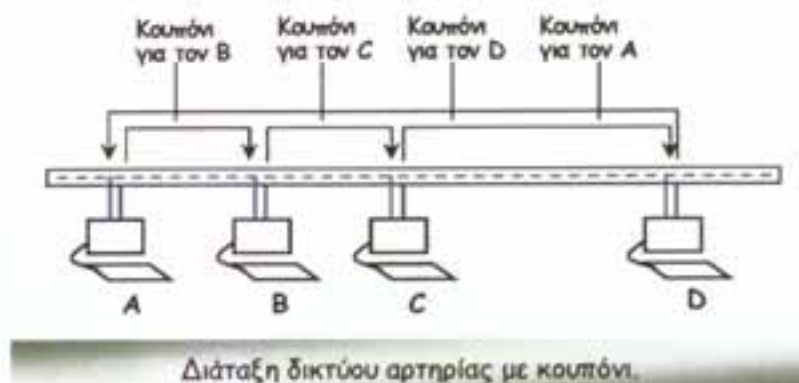 Κουπόνι για τον B
Κουπόνι για τον C
Κουπόνι για τον D
Κουπόνι για τον A
A B C D
Διάταξη δικτύου αρτηρίας με κουπόνι.